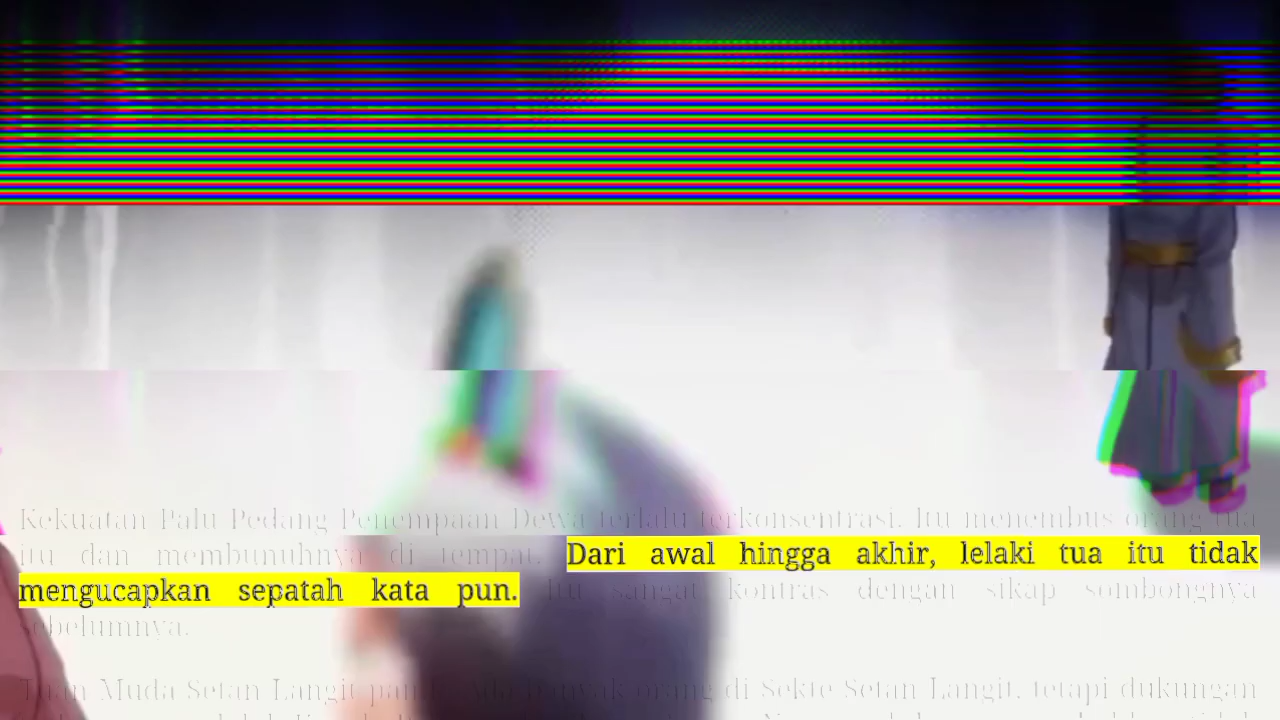 Kekuatan Palu Pedang Penempaan Dewa terlalu terkonsentrasi. Itu menembus orang tua
itu dan membunuhnya di tempat. Dari awal hingga akhir, lelaki tua itu tidak
mengucapkan sepatah kata pun. Itu sangat kontras dengan sikap sombongnya
sebelumnya.
Tuan Muda Setan Langit banyak orang di Sekte Setan Langit, tetapi dukungan